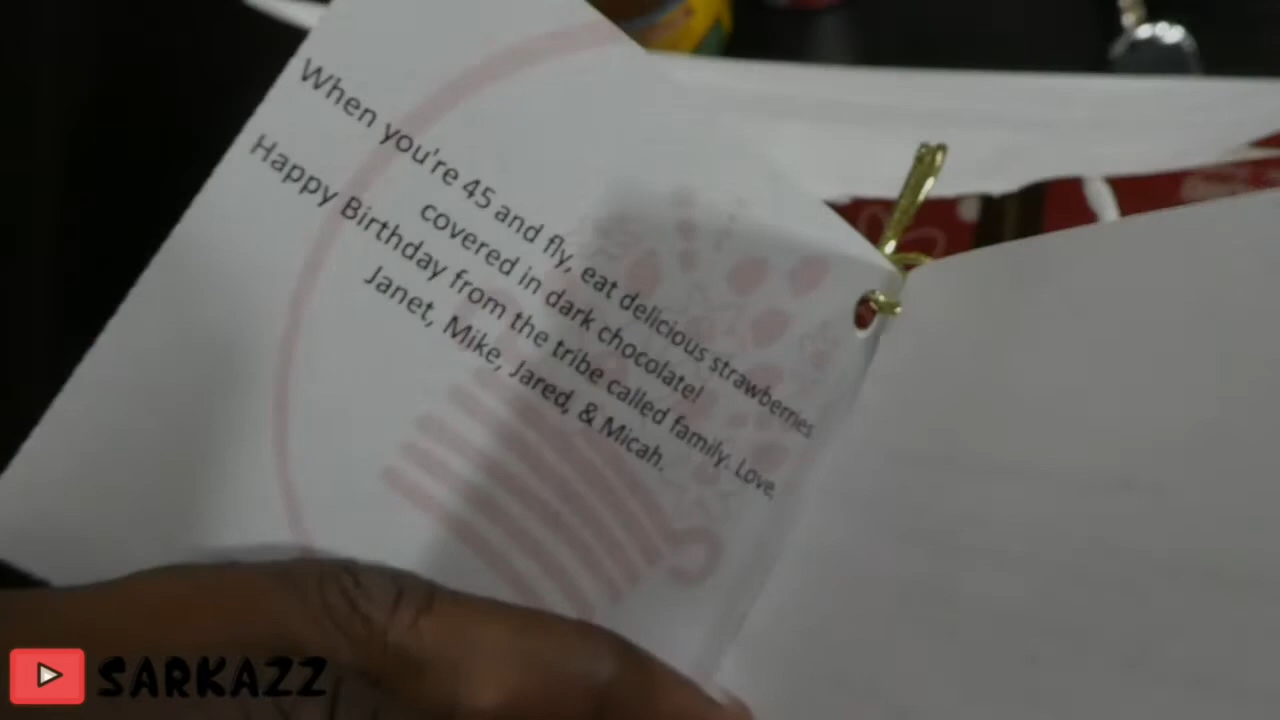 When you're 45 and fly, eat delicious strawberries
covered in dark chocolate!
Happy Birthday from the tribe called family. Love,
Janet, Mike, Jared, & Micah.
SARKAZZ